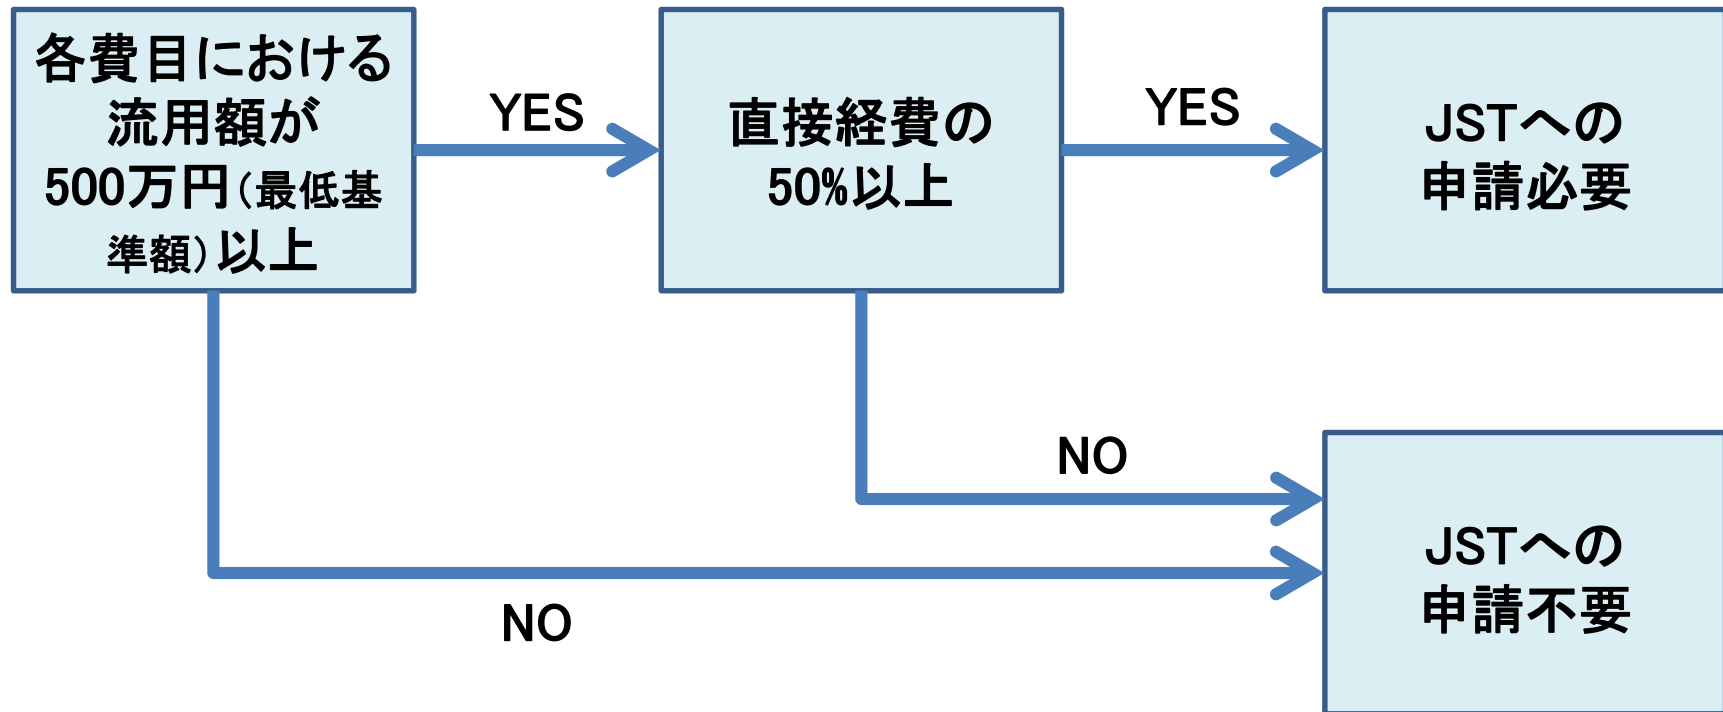 各費目における
流用額が
500万円（最低基
準額）以上
YES
直接経費の
50%以上
YES
JSTへの
申請必要
NO
JSTへの
申請不要
NO